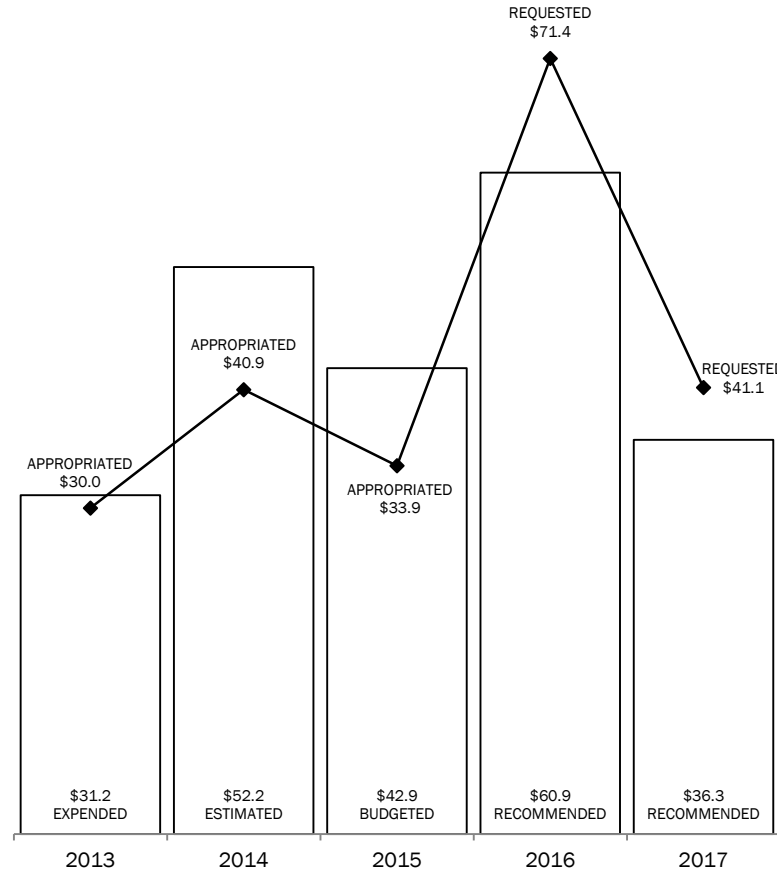 REQUESTED
$71.4
APPROPRIATED
$40.9
REQUESTED
$41.1
APPROPRIATED
$30.0
APPROPRIATED
$33.9
$31.2
EXPENDED
$52.2
ESTIMATED
$42.9
BUDGETED
$60.9
RECOMMENDED
$36.3
RECOMMENDED
2013
2014
2015
2016
2017